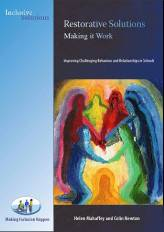 Inclusive
Solutions
Restorative Solutions
Making it Work
Improving Challenging Behaviour and Relationships in Schools
Making Inclusion Happen
Helen Mahaffey and Colin Newton